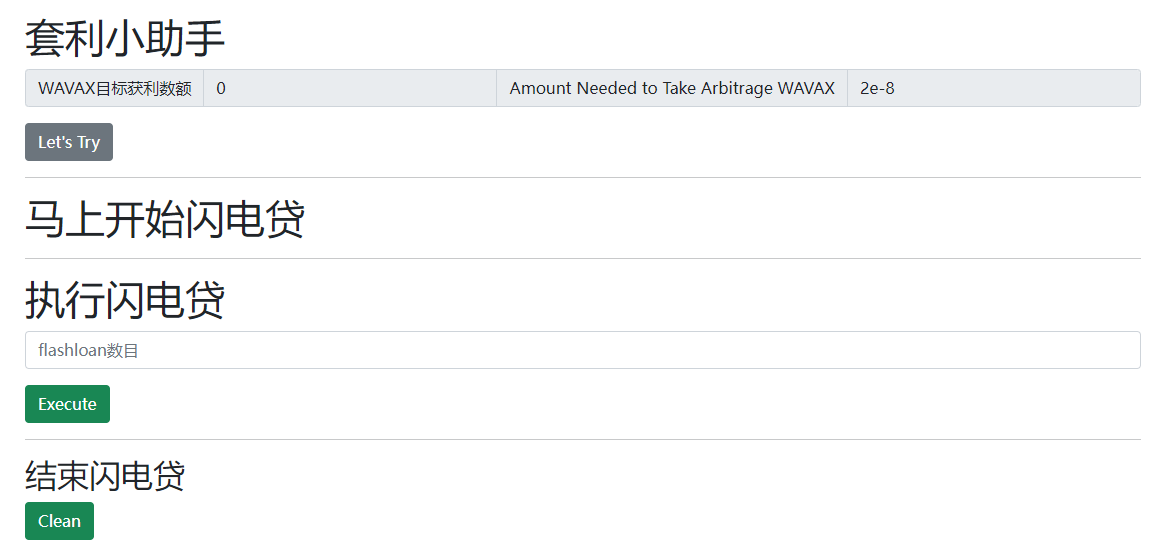 套利小助手
WAVAX目标获利数额 0 Amount Needed to Take Arbitrage WAVAX 2e-8
Let's Try
马上开始闪电贷
执行闪电贷
flashloan数目
Execute
结束闪电贷
Clean